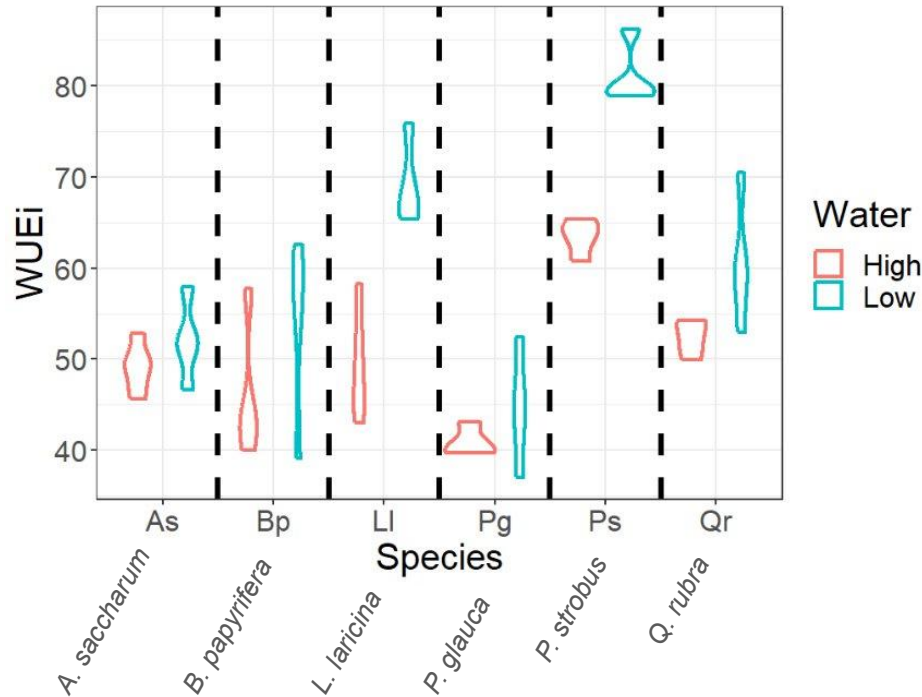 WUEi
80
70
60
50
40
As Bp Ll Pg Ps Qr
Species
A. saccharum
B. papyrifera
L. laricina
P. glauca
P. strobus
Q. rubra
Water
High
Low